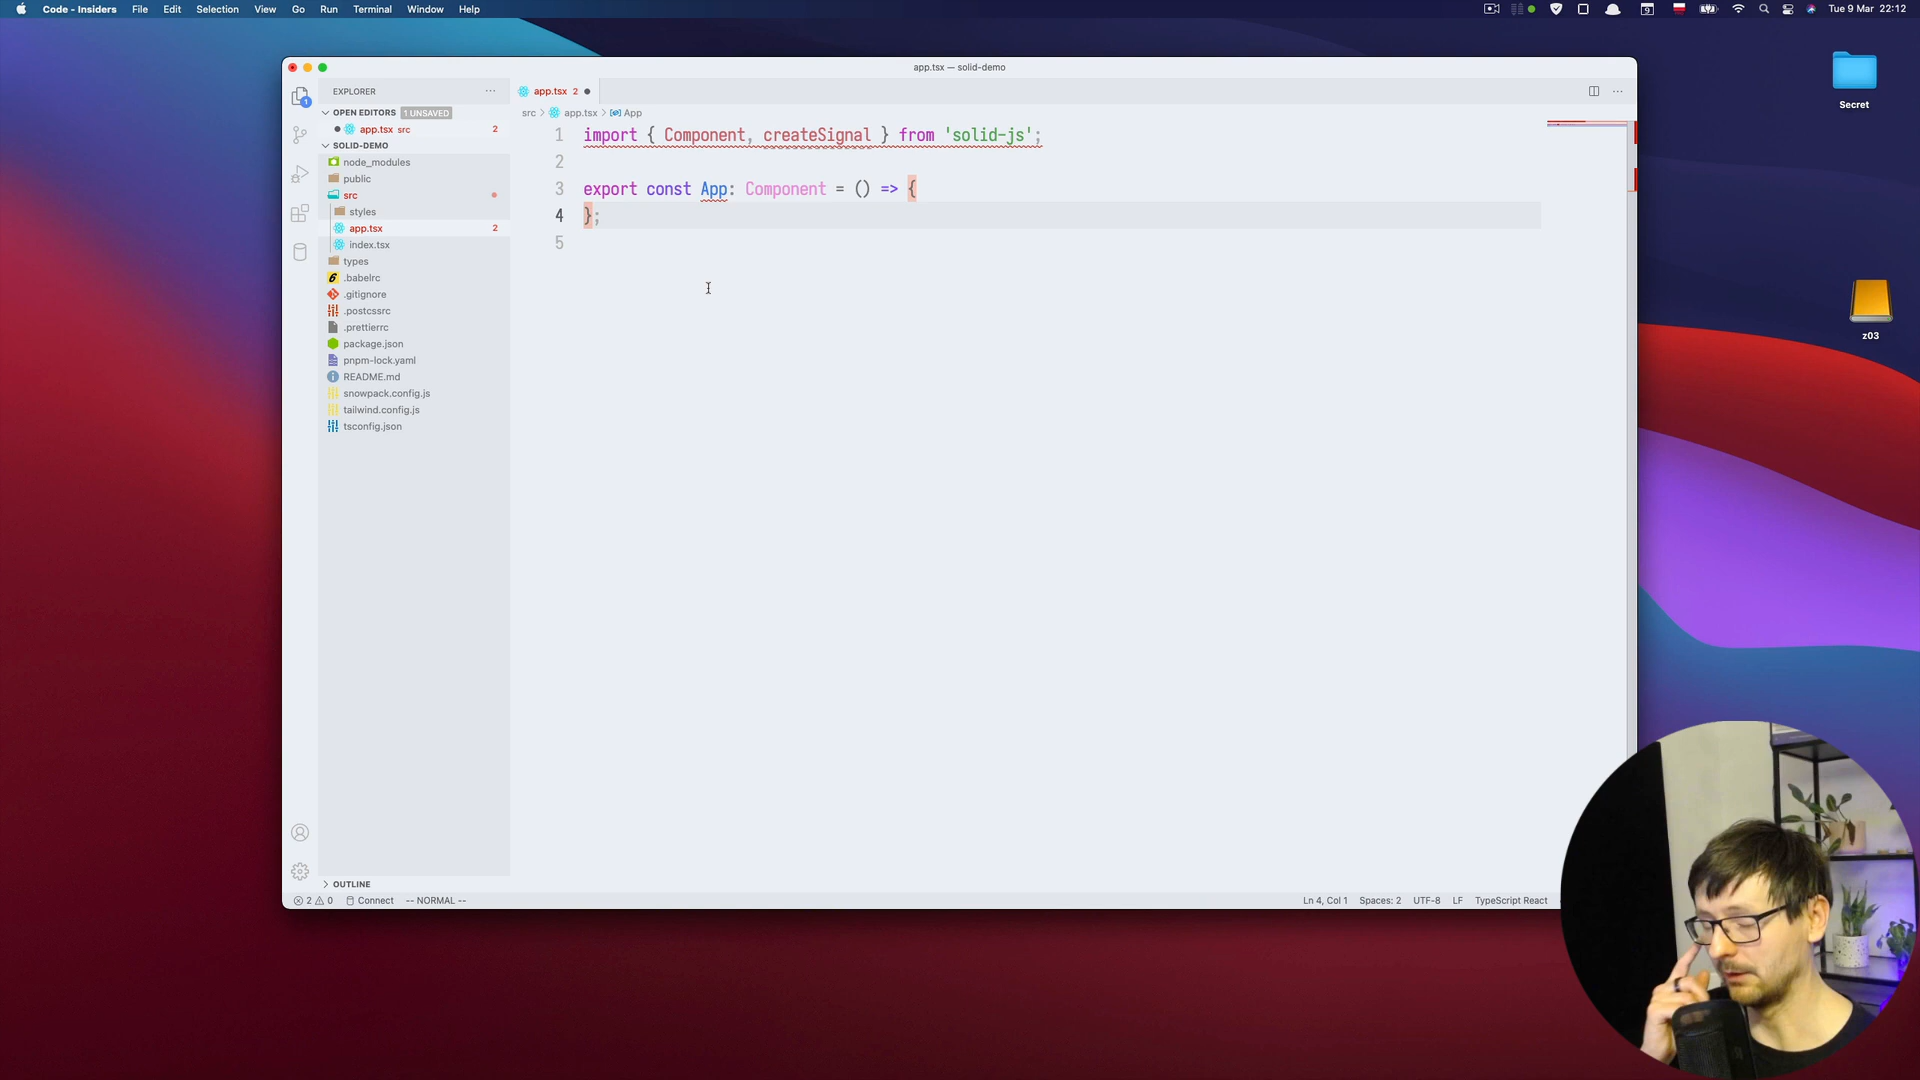 Code - Insiders File Edit Selection View Go Run Terminal Window Help
9
Tue 9 Mar 22:12
app.tsx — solid-demo
Secret
z03
EXPLORER
1
OPEN EDITORS 1 UNSAVED
app.tsx src 2
SOLID-DEMO
node_modules
public
src
styles
app.tsx 2
index.tsx
types
.babelrc
.gitignore
.postcssrc
.prettierrc
package.json
pnpm-lock.yaml
README.md
snowpack.config.js
tailwind.config.js
tsconfig.json
OUTLINE
app.tsx 2
src > app.tsx > App
1 import { Component, createSignal } from 'solid-js';
2
3 export const App: Component = () => {
4 };
5
2 0 Connect -- NORMAL --
Ln 4, Col 1 Spaces: 2 UTF-8 LF TypeScript React